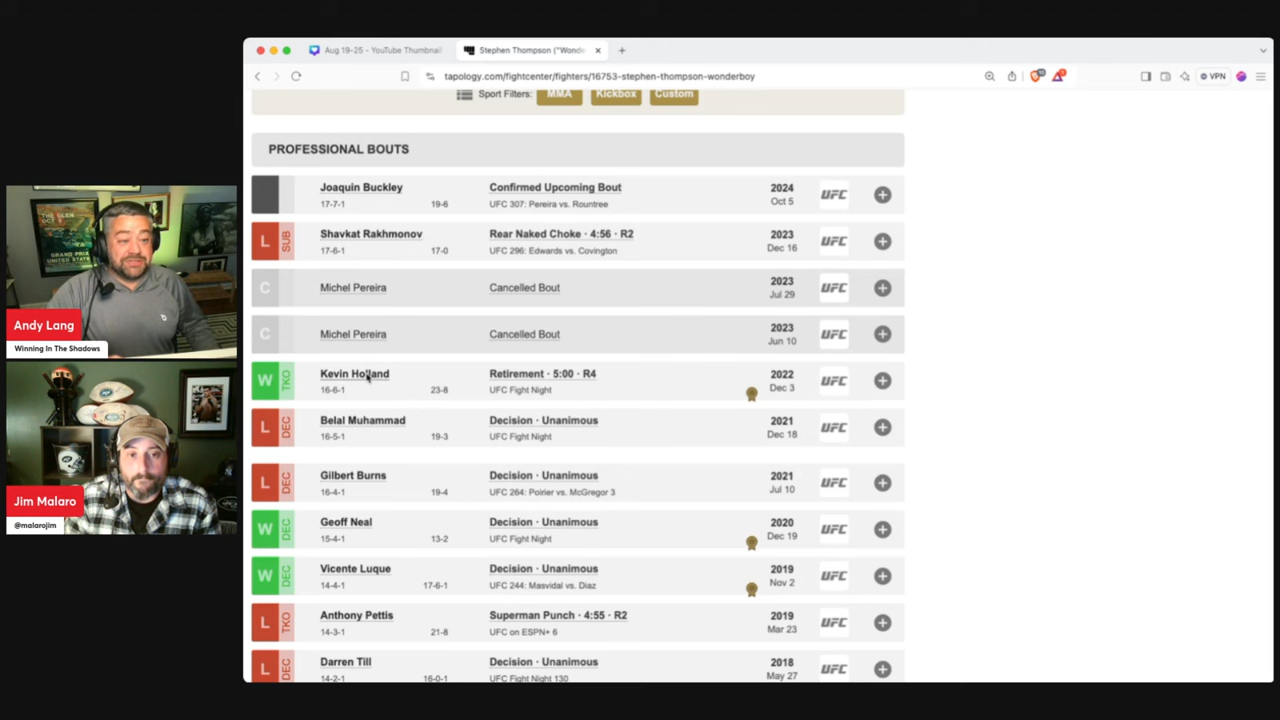 Aug 19-25 - YouTube Thumbnail
Stephen Thompson ("Wonde
tapology.com/fightcenter/fighters/16753-stephen-thompson-wonderboy
VPN
Sport Filters: MMA Kickbox Custom
PROFESSIONAL BOUTS
Joaquin Buckley Confirmed Upcoming Bout 2024
17-7-1 19-6 UFC 307: Pereira vs. Rountree Oct 5 UFC
L SUB Shavkat Rakhmonov Rear Naked Choke · 4:56 · R2 2023
17-6-1 17-0 UFC 296: Edwards vs. Covington Dec 16 UFC
C Michel Pereira Cancelled Bout 2023
Jul 29 UFC
C Michel Pereira Cancelled Bout 2023
Jun 10 UFC
W TKO Kevin Holland Retirement · 5:00 · R4 2022
16-6-1 23-8 UFC Fight Night Dec 3 UFC
L DEC Belal Muhammad Decision · Unanimous 2021
16-5-1 19-3 UFC Fight Night Dec 18 UFC
L DEC Gilbert Burns Decision · Unanimous 2021
16-4-1 19-4 UFC 264: Poirier vs. McGregor 3 Jul 10 UFC
W DEC Geoff Neal Decision · Unanimous 2020
15-4-1 13-2 UFC Fight Night Dec 19 UFC
W DEC Vicente Luque Decision · Unanimous 2019
14-4-1 17-6-1 UFC 244: Masvidal vs. Diaz Nov 2 UFC
L TKO Anthony Pettis Superman Punch · 4:55 · R2 2019
14-3-1 21-8 UFC on ESPN+ 6 Mar 23 UFC
L DEC Darren Till Decision · Unanimous 2018
14-2-1 16-0-1 UFC Fight Night 130 May 27 UFC
GRAND PRIX
UNITED STATES
Andy Lang
Winning In The Shadows
Jim Malaro
@malarojim